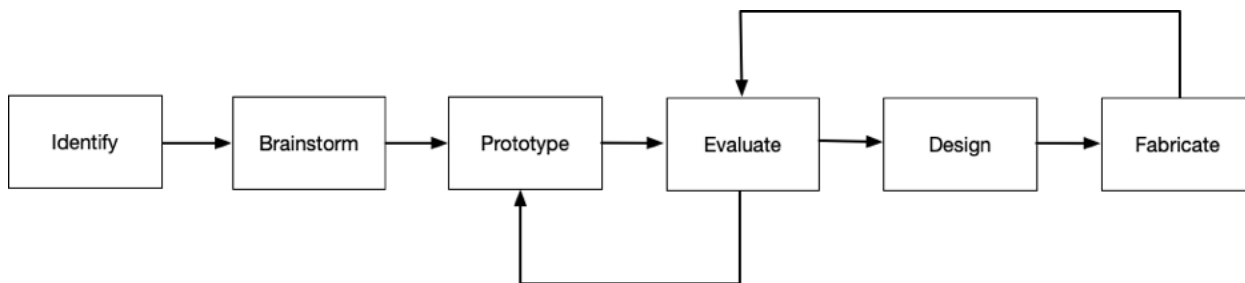 Identify
Brainstorm
Prototype
Evaluate
Design
Fabricate